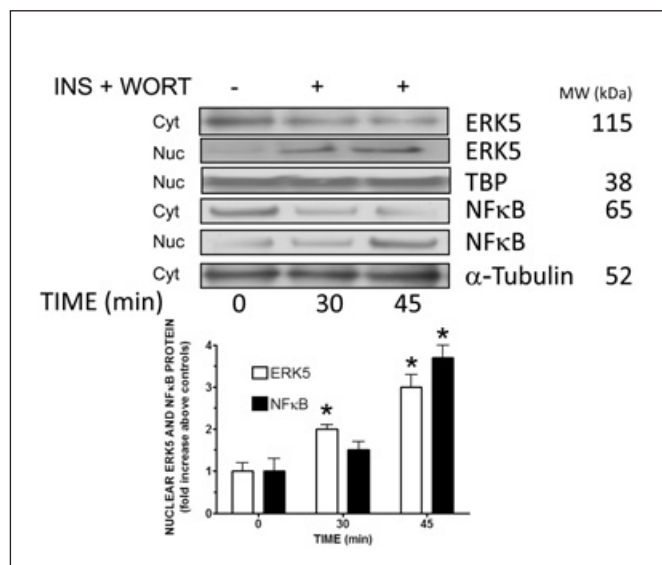 INS + WORT - + + MW (kDa)
Cyt ERK5 115
Nuc ERK5
Nuc TBP 38
Cyt NFκB 65
Nuc NFκB
Cyt α-Tubulin 52
TIME (min) 0 30 45
NUCLEAR ERK5 AND NFκB PROTEIN
(fold increase above controls)
4
3
2
1
0
ERK5
NFκB
* * *
0 30 45
TIME (min)